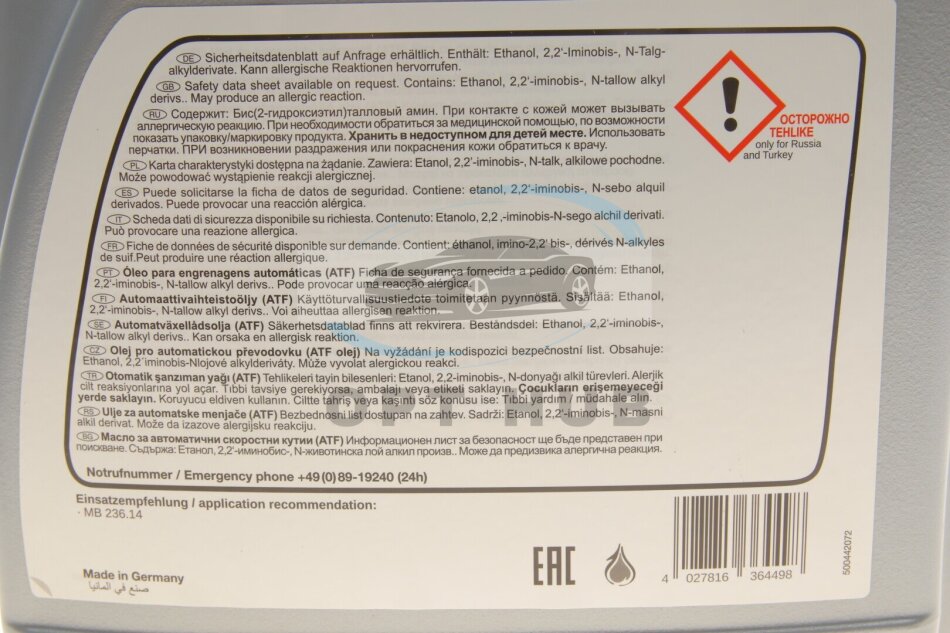 DE Sicherheitsdatenblatt auf Anfrage erhältlich. Enthält: Ethanol, 2,2'-Iminobis-, N-Talg-
alkylderivate. Kann allergische Reaktionen hervorrufen.
GB Safety data sheet available on request. Contains: Ethanol, 2,2'-iminobis-, N-tallow alkyl
derivs.. May produce an allergic reaction.
RU Содержит: Бис(2-гидроксиэтил)талловый амин. При контакте с кожей может вызывать
аллергическую реакцию. При необходимости обратиться за медицинской помощью, по возможности
показать упаковку/маркировку продукта. Хранить в недоступном для детей месте. Использовать
перчатки. ПРИ возникновении раздражения или покраснения кожи обратиться к врачу.
PL Karta charakterystyki dostępna na żądanie. Zawiera: Etanol, 2,2'-iminobis-, N-talk, alkilowe pochodne.
Może powodować wystąpienie reakcji alergicznej.
ES Puede solicitarse la ficha de datos de seguridad. Contiene: etanol, 2,2'-iminobis-, N-sebo alquil
derivados. Puede provocar una reacción alérgica.
IT Scheda dati di sicurezza disponibile su richiesta. Contenuto: Etanolo, 2,2 ,-iminobis-N-sego alchil derivati.
Può provocare una reazione allergica.
FR Fiche de données de sécurité disponible sur demande. Contient: éthanol, imino-2,2' bis-, dérivés N-alkyles
de suif.Peut produire une réaction allergique.
PT Óleo para engrenagens automáticas (ATF) Ficha de segurança fornecida a pedido. Contém: Ethanol,
2,2'-iminobis-, N-tallow alkyl derivs.. Pode provocar uma reacção alérgica.
FI Automaattivaihteistoöljy (ATF) Käyttöturvallisuustiedote toimitetaan pyynnöstä. Sisältää: Ethanol,
2,2'-iminobis-, N-tallow alkyl derivs.. Voi aiheuttaa allergisen reaktion.
SE Automatväxellådsolja (ATF) Säkerhetsdatablad finns att rekvirera. Beståndsdel: Ethanol, 2,2'-iminobis-,
N-tallow alkyl derivs.. Kan orsaka en allergisk reaktion.
CZ Olej pro automatickou převodovku (ATF olej) Na vyžádání je kodispozici bezpečnostní list. Obsahuje:
Ethanol, 2,2'iminobis-Nlojové alkylderiváty. Může vyvolat alergickou reakci.
TR Otomatik şanzıman yağı (ATF) Tehlikeleri tayin bilesenleri: Etanol, 2,2-iminobis-, N-donyağı alkil türevleri. Alerjik
cilt reaksiyonlarına yol açar. Tıbbi tavsiye gerekiyorsa, ambalajı veya etiketi saklayın. Çocukların erişemeyeceği
yerde saklayın. Koruyucu eldiven kullanın. Ciltte tahriş veya kaşıntı söz konusu ise: Tıbbi yardım / müdahale alın.
RS Ulje za automatske menjače (ATF) Bezbednosni list dostupan na zahtev. Sadrži: Etanol, 2,2'-iminobis-, N-masni
alkil derivat. Može da izazove alergijsku reakciju.
BG Масло за автоматични скоростни кутии (ATF) Информационен лист за безопасност ще бъде представен при
поискване. Съдържа: Етанол, 2,2'-иминобис-, N-животинска лой алкил произв.. Може да предизвика алергична реакция.
Notrufnummer / Emergency phone +49(0)89-19240 (24h)
ОСТОРОЖНО
TEHLIKE
only for Russia
and Turkey
OPT HUB
Einsatzempfehlung / application recommendation:
· MB 236.14
Made in Germany
صنع في المانيا
EAC
4 027816 364498
500442072